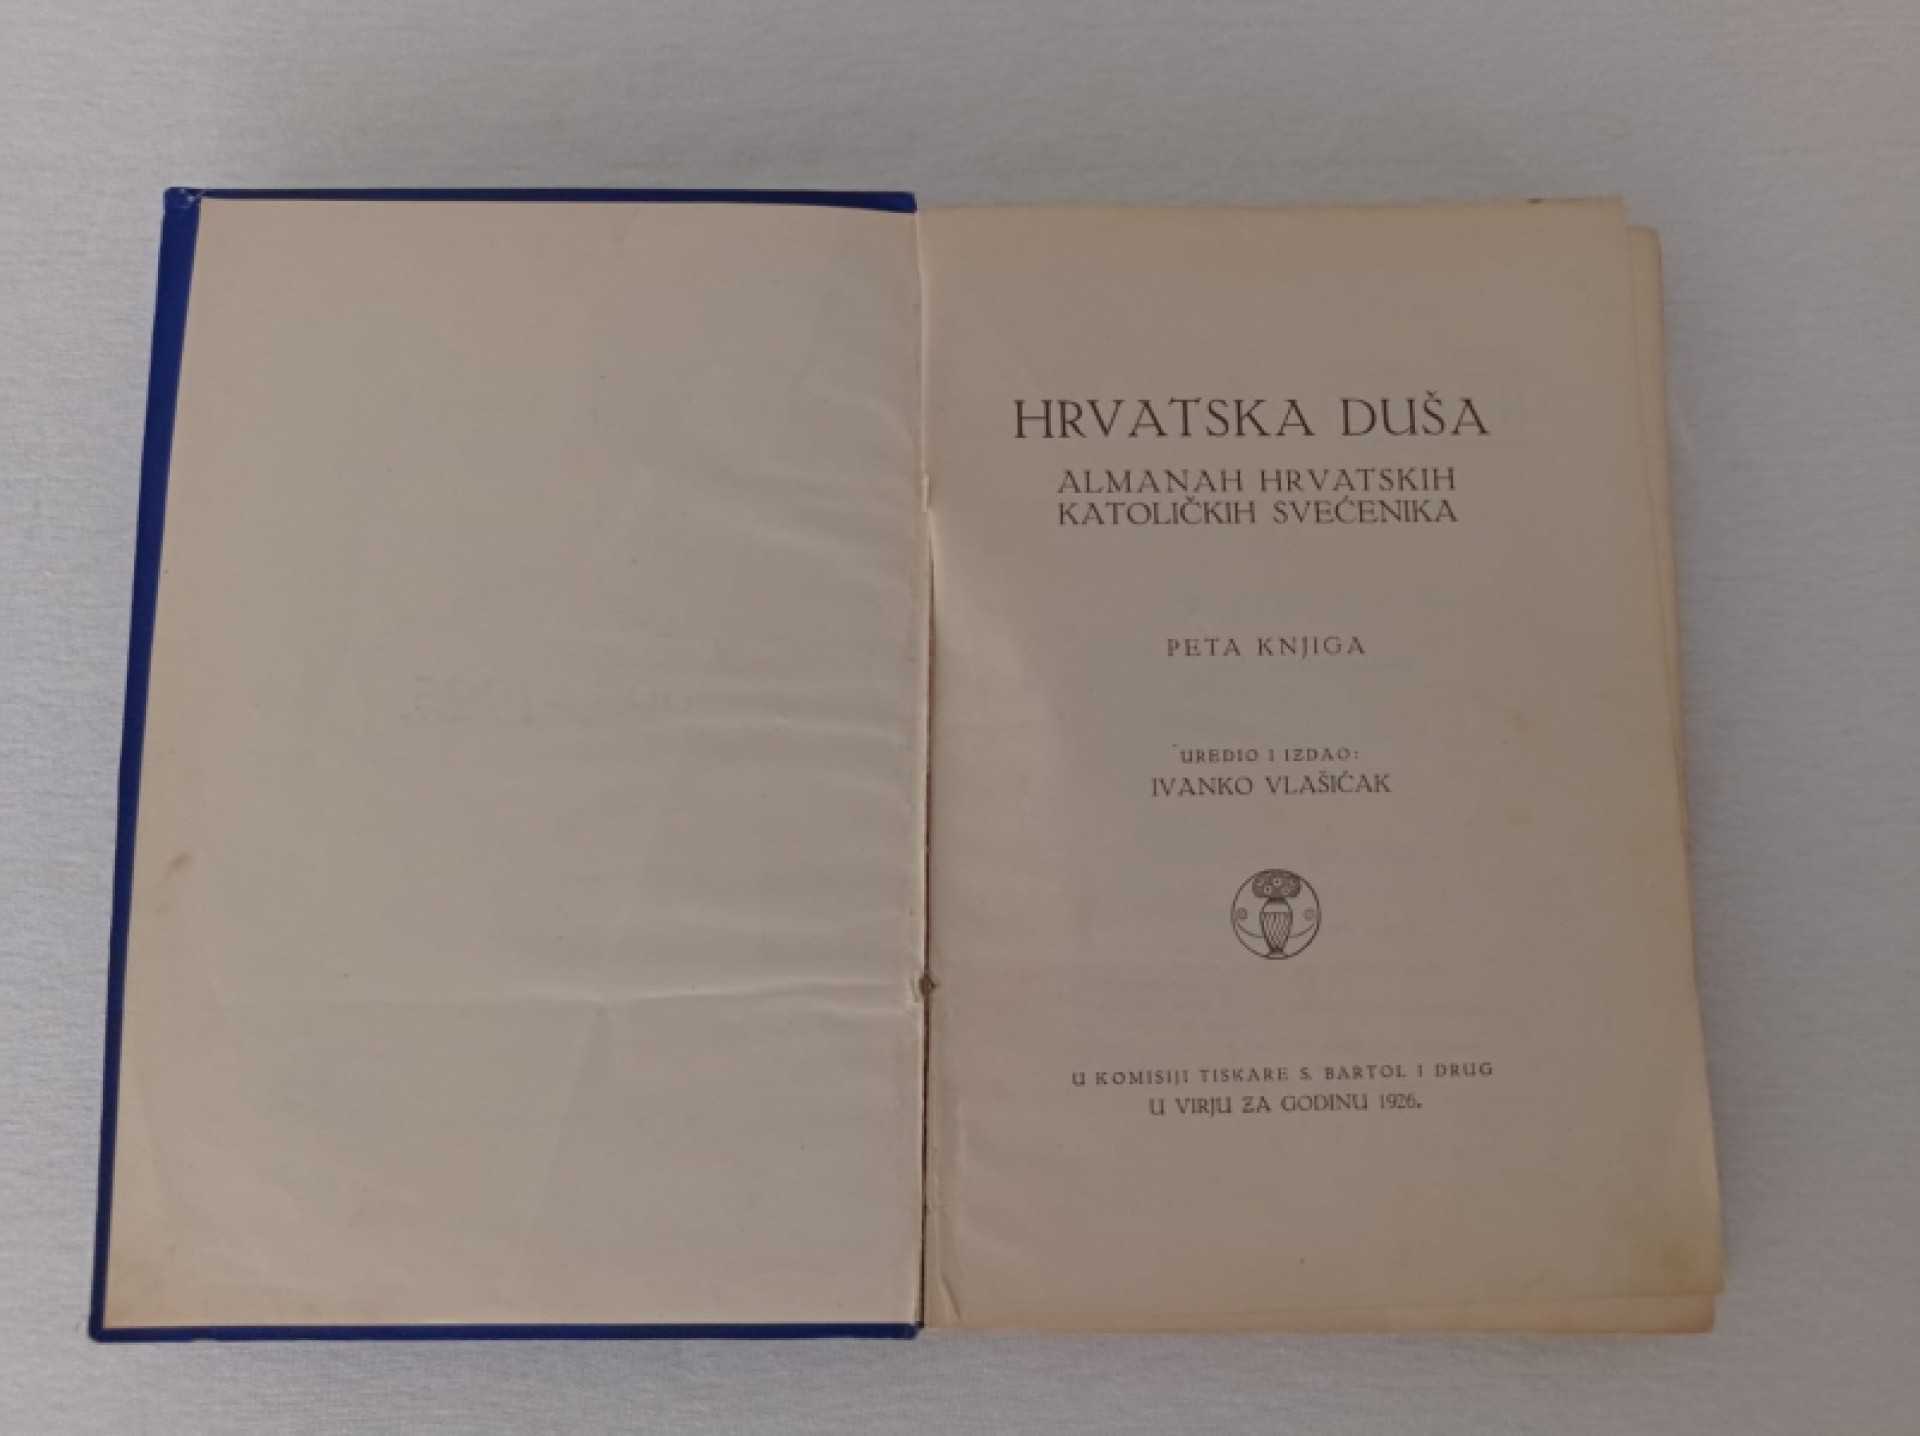 HRVATSKA DUŠA
ALMANAH HRVATSKIH
KATOLIČKIH SVEĆENIKA
PETA KNJIGA
UREDIO I IZDAO:
IVANKO VLAŠIĆAK
U KOMISIJI TISKARE S. BARTOL I DRUG
U VIRJU ZA GODINU 1926.